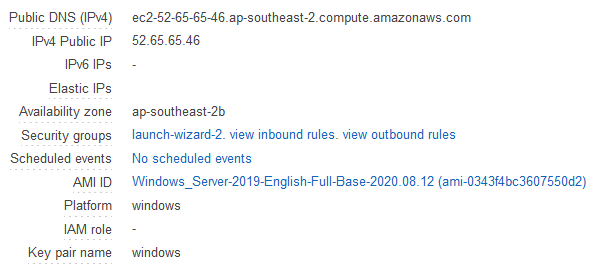 Public DNS (IPv4) ec2-52-65-65-46.ap-southeast-2.compute.amazonaws.com
IPv4 Public IP 52.65.65.46
IPv6 IPs -
Elastic IPs
Availability zone ap-southeast-2b
Security groups launch-wizard-2. view inbound rules. view outbound rules
Scheduled events No scheduled events
AMI ID Windows_Server-2019-English-Full-Base-2020.08.12 (ami-0343f4bc3607550d2)
Platform windows
IAM role -
Key pair name windows